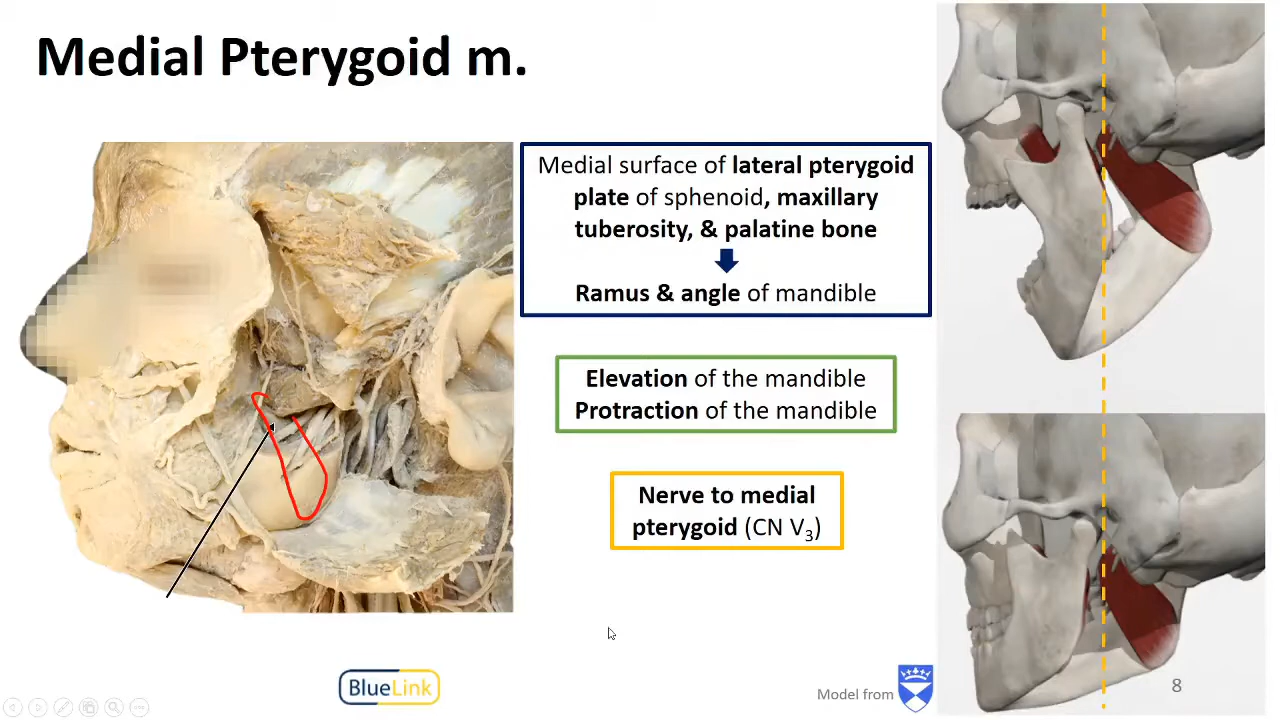 Medial Pterygoid m.
Medial surface of lateral pterygoid
plate of sphenoid, maxillary
tuberosity, & palatine bone
Ramus & angle of mandible
Elevation of the mandible
Protraction of the mandible
Nerve to medial
pterygoid (CN V₃)
BlueLink
Model from
8